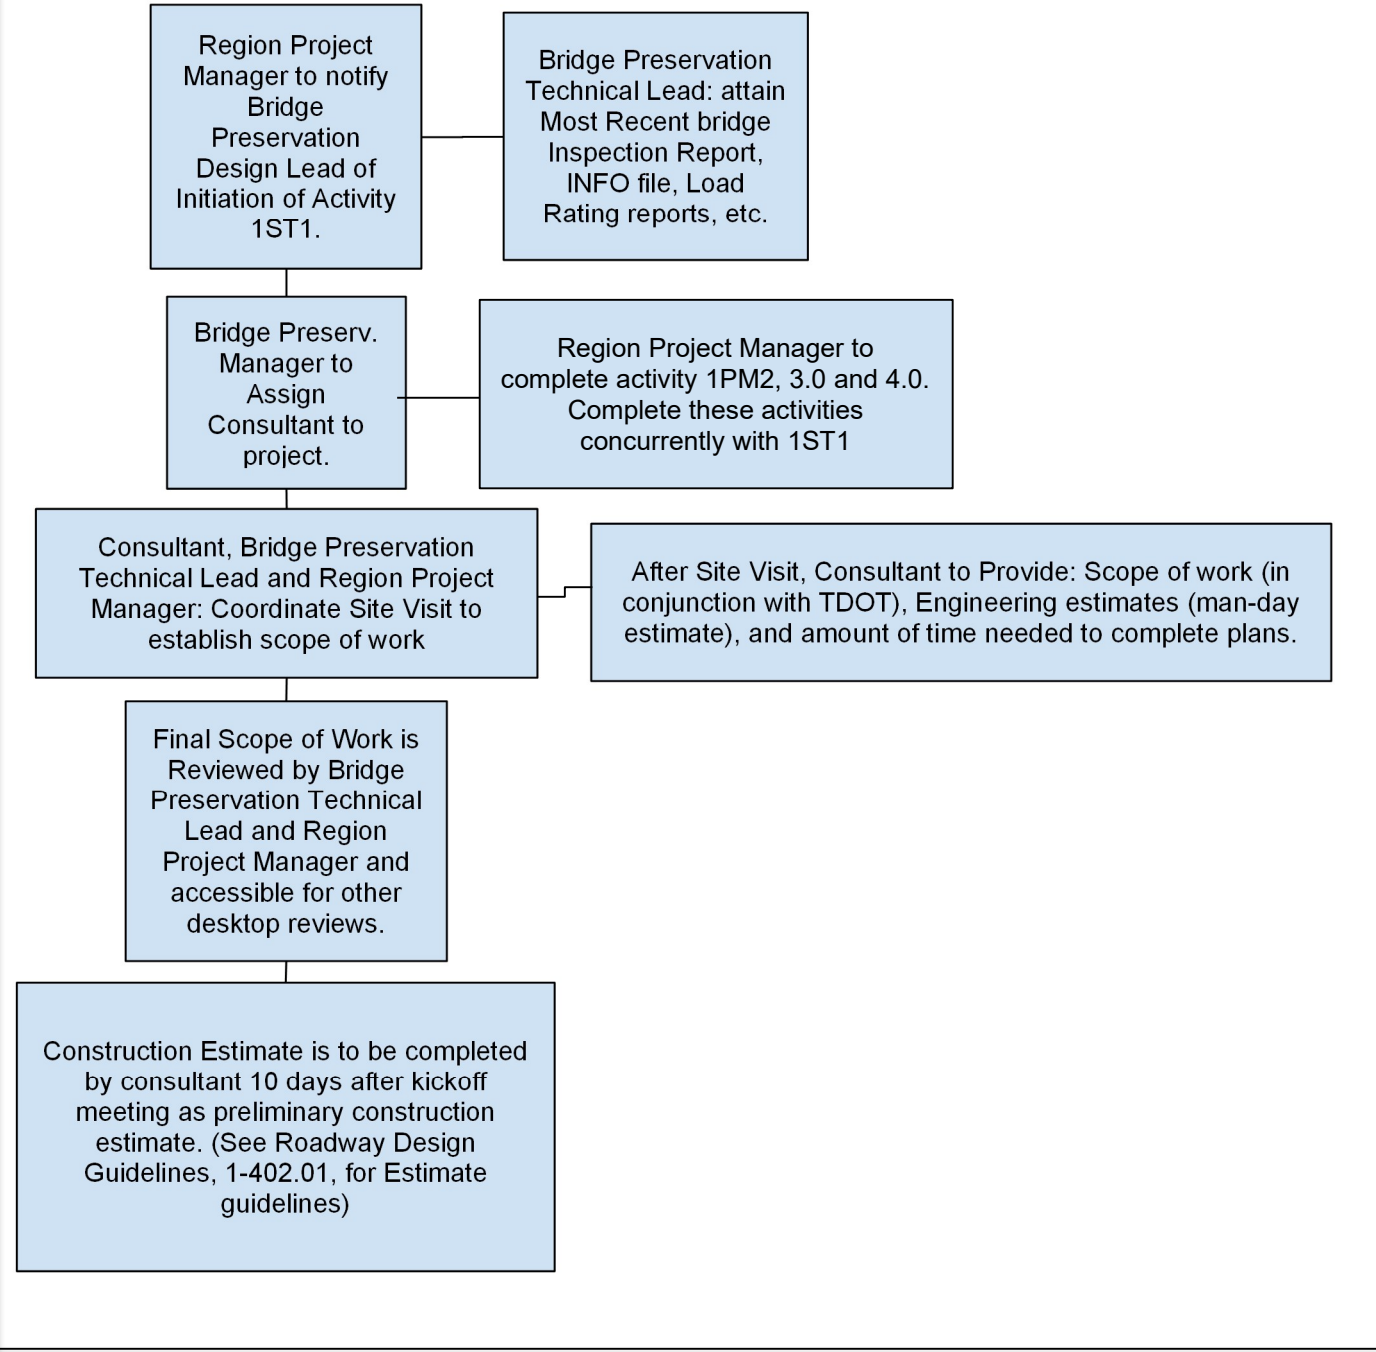 Region Project
Manager to notify
Bridge
Preservation
Design Lead of
Initiation of Activity
1ST1.
Bridge Preservation
Technical Lead: attain
Most Recent bridge
Inspection Report,
INFO file, Load
Rating reports, etc.
Bridge Preserv.
Manager to
Assign
Consultant to
project.
Region Project Manager to
complete activity 1PM2, 3.0 and 4.0.
Complete these activities
concurrently with 1ST1
Consultant, Bridge Preservation
Technical Lead and Region Project
Manager: Coordinate Site Visit to
establish scope of work
After Site Visit, Consultant to Provide: Scope of work (in
conjunction with TDOT), Engineering estimates (man-day
estimate), and amount of time needed to complete plans.
Final Scope of Work is
Reviewed by Bridge
Preservation Technical
Lead and Region
Project Manager and
accessible for other
desktop reviews.
Construction Estimate is to be completed
by consultant 10 days after kickoff
meeting as preliminary construction
estimate. (See Roadway Design
Guidelines, 1-402.01, for Estimate
guidelines)